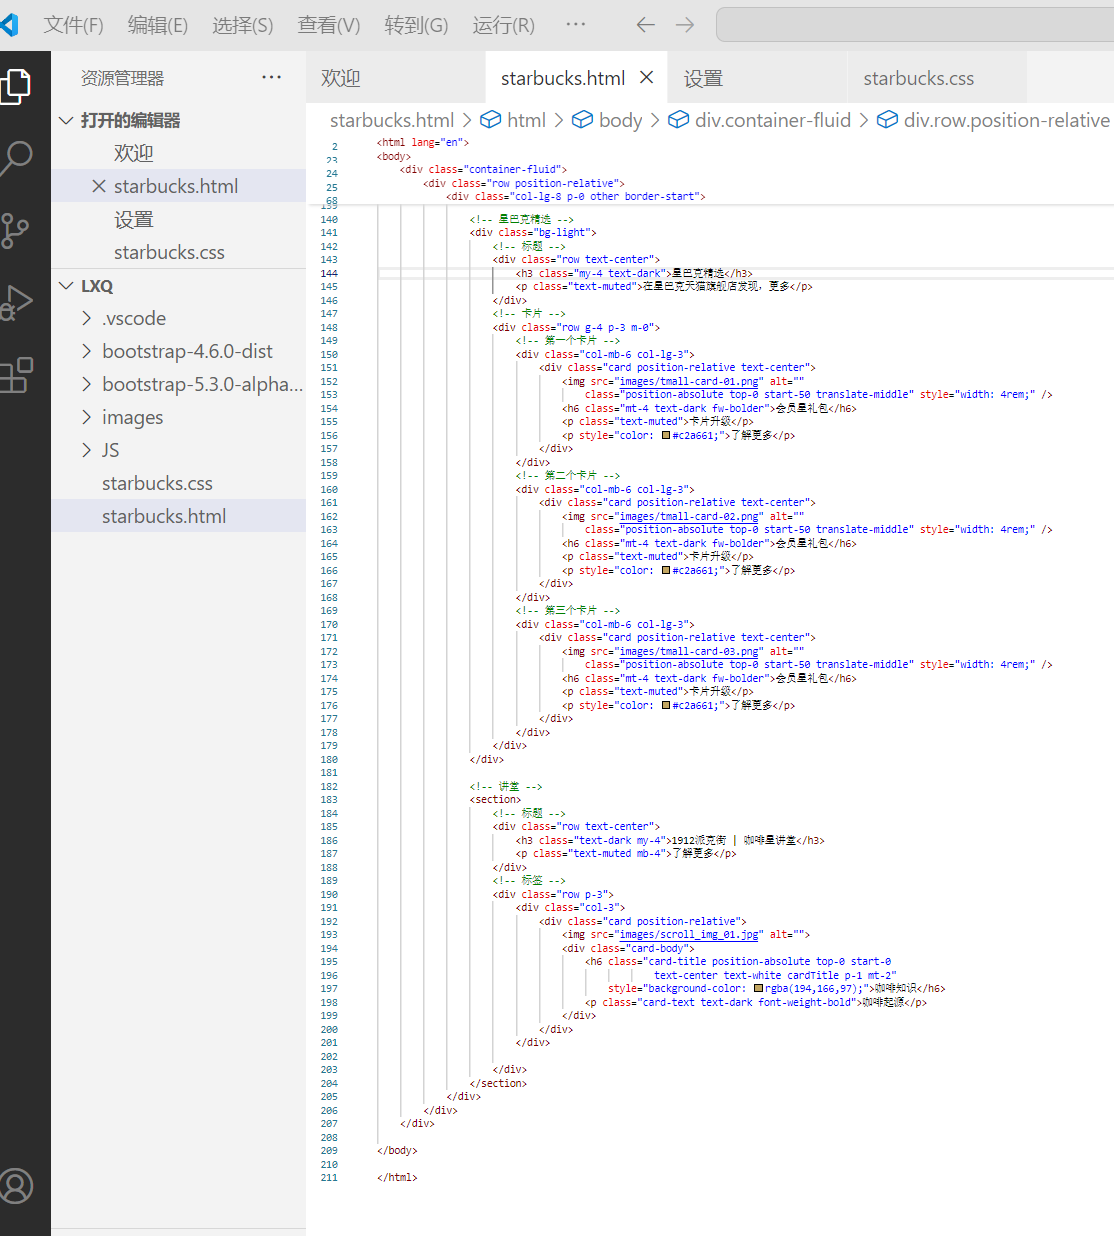 文件(F) 编辑(E) 选择(S) 查看(V) 转到(G) 运行(R) ···
资源管理器 ···
打开的编辑器
欢迎
starbucks.html
设置
starbucks.css
LXQ
.vscode
bootstrap-4.6.0-dist
bootstrap-5.3.0-alpha...
images
JS
starbucks.css
starbucks.html
欢迎 starbucks.html 设置 starbucks.css
starbucks.html > html > body > div.container-fluid > div.row.position-relative
2 <html lang="en">
23 <body>
24 <div class="container-fluid">
25 <div class="row position-relative">
68 <div class="col-lg-8 p-0 other border-start">
139
140 <!-- 星巴克精选 -->
141 <div class="bg-light">
142 <!-- 标题 -->
143 <div class="row text-center">
144 <h3 class="my-4 text-dark">星巴克精选</h3>
145 <p class="text-muted">在星巴克天猫旗舰店发现，更多</p>
146 </div>
147 <!-- 卡片 -->
148 <div class="row g-4 p-3 m-0">
149 <!-- 第一个卡片 -->
150 <div class="col-mb-6 col-lg-3">
151 <div class="card position-relative text-center">
152 <img src="images/tmall-card-01.png" alt=""
153 class="position-absolute top-0 start-50 translate-middle" style="width: 4rem;" />
154 <h6 class="mt-4 text-dark fw-bolder">会员星礼包</h6>
155 <p class="text-muted">卡片升级</p>
156 <p style="color: #c2a661;">了解更多</p>
157 </div>
158 </div>
159 <!-- 第二个卡片 -->
160 <div class="col-mb-6 col-lg-3">
161 <div class="card position-relative text-center">
162 <img src="images/tmall-card-02.png" alt=""
163 class="position-absolute top-0 start-50 translate-middle" style="width: 4rem;" />
164 <h6 class="mt-4 text-dark fw-bolder">会员星礼包</h6>
165 <p class="text-muted">卡片升级</p>
166 <p style="color: #c2a661;">了解更多</p>
167 </div>
168 </div>
169 <!-- 第三个卡片 -->
170 <div class="col-mb-6 col-lg-3">
171 <div class="card position-relative text-center">
172 <img src="images/tmall-card-03.png" alt=""
173 class="position-absolute top-0 start-50 translate-middle" style="width: 4rem;" />
174 <h6 class="mt-4 text-dark fw-bolder">会员星礼包</h6>
175 <p class="text-muted">卡片升级</p>
176 <p style="color: #c2a661;">了解更多</p>
177 </div>
178 </div>
179 </div>
180 </div>
181
182 <!-- 讲堂 -->
183 <section>
184 <!-- 标题 -->
185 <div class="row text-center">
186 <h3 class="text-dark my-4">1912派克街 | 咖啡星讲堂</h3>
187 <p class="text-muted mb-4">了解更多</p>
188 </div>
189 <!-- 标签 -->
190 <div class="row p-3">
191 <div class="col-3">
192 <div class="card position-relative">
193 <img src="images/scroll_img_01.jpg" alt="">
194 <div class="card-body">
195 <h6 class="card-title position-absolute top-0 start-0
196 text-center text-white cardTitle p-1 mt-2"
197 style="background-color: rgba(194,166,97);">咖啡知识</h6>
198 <p class="card-text text-dark font-weight-bold">咖啡起源</p>
199 </div>
200 </div>
201 </div>
202
203 </div>
204 </section>
205 </div>
206 </div>
207 </div>
208
209 </body>
210
211 </html>